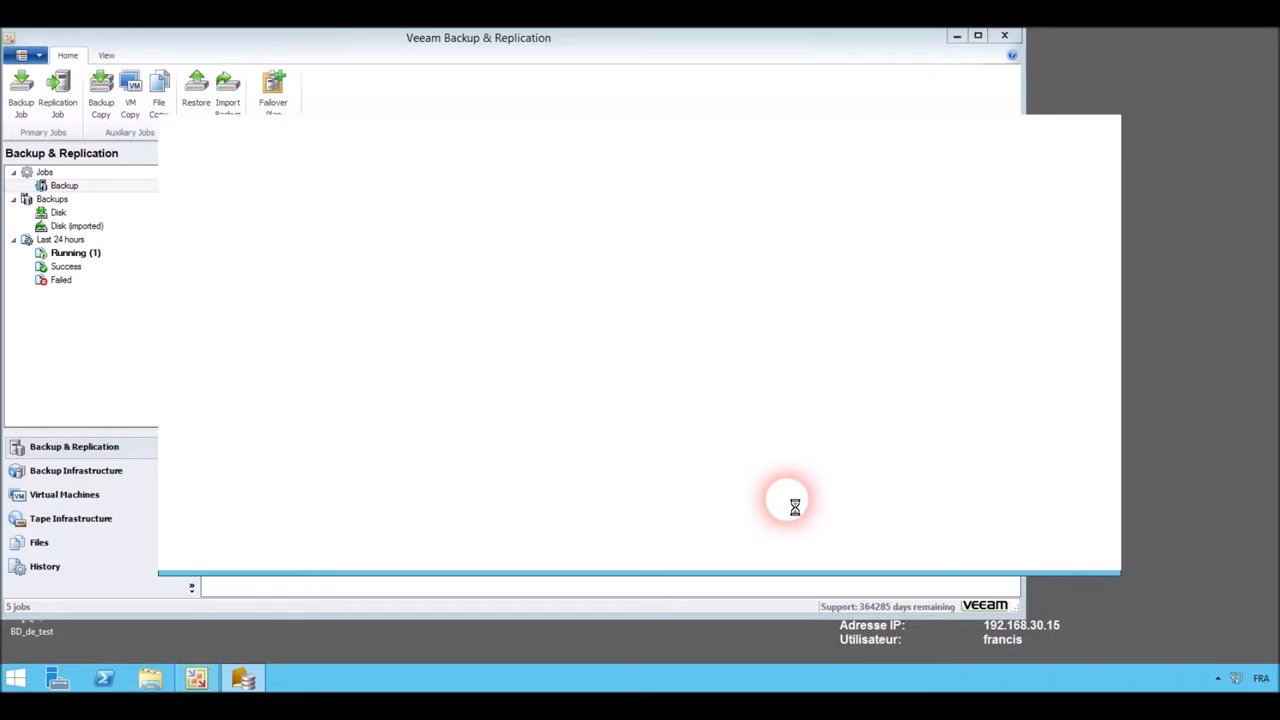 Veeam Backup & Replication
Home View
Backup Job
Replication Job
Backup Copy
VM Copy
File
Restore
Import
Failover
Primary Jobs
Auxiliary Jobs
Backup & Replication
Jobs
Backup
Backups
Disk
Disk (imported)
Last 24 hours
Running (1)
Success
Failed
Backup & Replication
Backup Infrastructure
Virtual Machines
Tape Infrastructure
Files
History
5 jobs
Support: 364285 days remaining veeam
BD_de_test
Adresse IP: 192.168.30.15
Utilisateur: francis
FRA